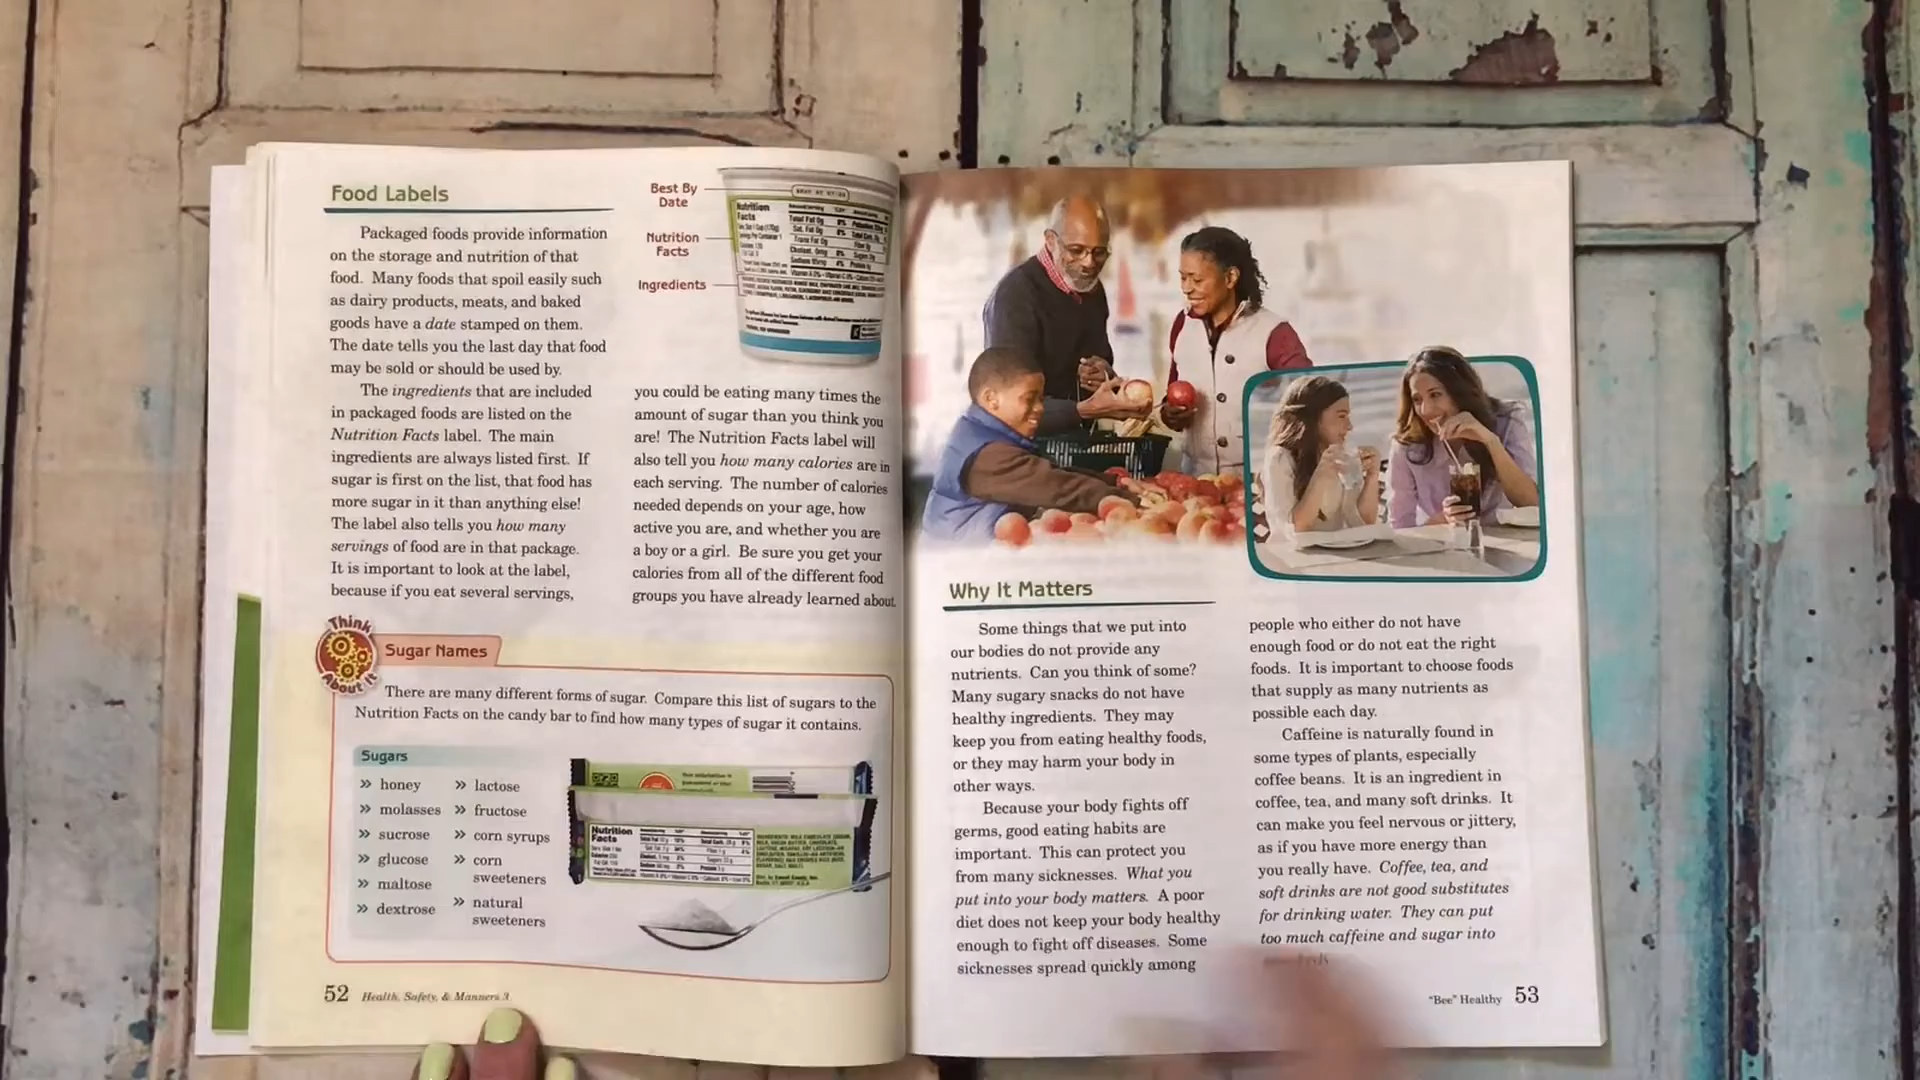 Food Labels
Packaged foods provide information
on the storage and nutrition of that
food. Many foods that spoil easily such
as dairy products, meats, and baked
goods have a date stamped on them.
The date tells you the last day that food
may be sold or should be used by.
The ingredients that are included
in packaged foods are listed on the
Nutrition Facts label. The main
ingredients are always listed first. If
sugar is first on the list, that food has
more sugar in it than anything else!
The label also tells you how many
servings of food are in that package.
It is important to look at the label,
because if you eat several servings,
Best By
Date
Nutrition
Facts
Ingredients
Nutrition
Facts
you could be eating many times the
amount of sugar than you think you
are! The Nutrition Facts label will
also tell you how many calories are in
each serving. The number of calories
needed depends on your age, how
active you are, and whether you are
a boy or a girl. Be sure you get your
calories from all of the different food
groups you have already learned about.
Think
About It
Sugar Names
There are many different forms of sugar. Compare this list of sugars to the
Nutrition Facts on the candy bar to find how many types of sugar it contains.
Sugars
» honey
» molasses
» sucrose
» glucose
» maltose
» dextrose
» lactose
» fructose
» corn syrups
» corn
sweeteners
» natural
sweeteners
Nutrition
Facts
52 Health, Safety, & Manners 3
Why It Matters
Some things that we put into
our bodies do not provide any
nutrients. Can you think of some?
Many sugary snacks do not have
healthy ingredients. They may
keep you from eating healthy foods,
or they may harm your body in
other ways.
Because your body fights off
germs, good eating habits are
important. This can protect you
from many sicknesses. What you
put into your body matters. A poor
diet does not keep your body healthy
enough to fight off diseases. Some
sicknesses spread quickly among
people who either do not have
enough food or do not eat the right
foods. It is important to choose foods
that supply as many nutrients as
possible each day.
Caffeine is naturally found in
some types of plants, especially
coffee beans. It is an ingredient in
coffee, tea, and many soft drinks. It
can make you feel nervous or jittery,
as if you have more energy than
you really have. Coffee, tea, and
soft drinks are not good substitutes
for drinking water. They can put
too much caffeine and sugar into
"Bee" Healthy 53